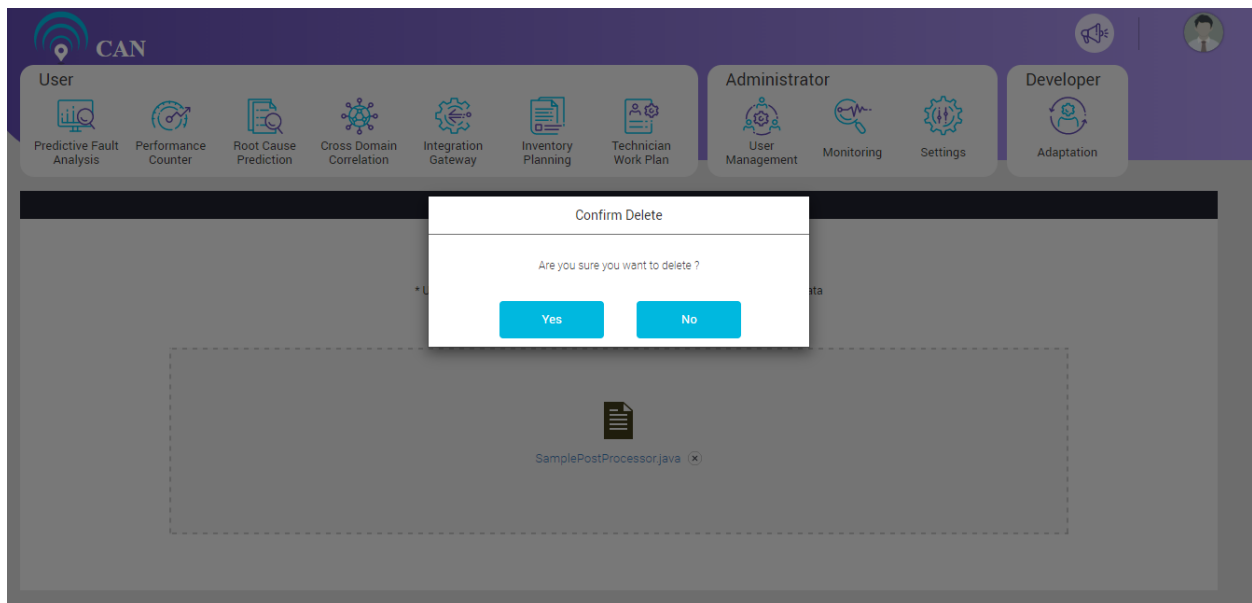 CAN
User
Administrator
Developer
Predictive Fault
Analysis
Performance
Counter
Root Cause
Prediction
Cross Domain
Correlation
Integration
Gateway
Inventory
Planning
Technician
Work Plan
User
Management
Monitoring
Settings
Adaptation
Confirm Delete
Are you sure you want to delete ?
Yes
No
SamplePostProcessor.java